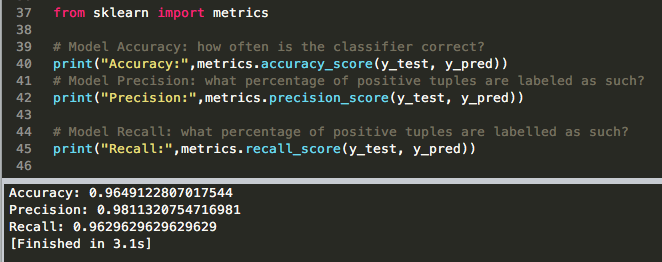 37 from sklearn import metrics
38
39 # Model Accuracy: how often is the classifier correct?
40 print("Accuracy:",metrics.accuracy_score(y_test, y_pred))
41 # Model Precision: what percentage of positive tuples are labeled as such?
42 print("Precision:",metrics.precision_score(y_test, y_pred))
43
44 # Model Recall: what percentage of positive tuples are labelled as such?
45 print("Recall:",metrics.recall_score(y_test, y_pred))
46
Accuracy: 0.9649122807017544
Precision: 0.9811320754716981
Recall: 0.9629629629629629
[Finished in 3.1s]